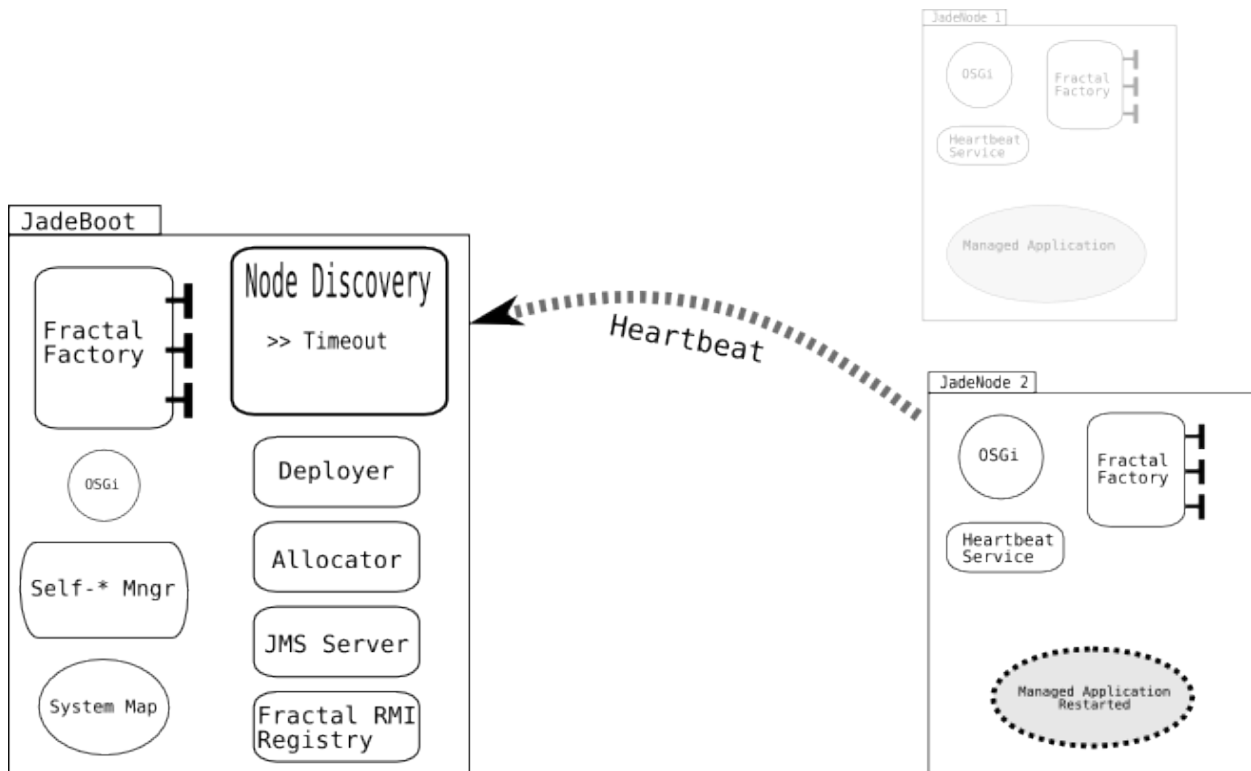 JadeNode 1
OSGi
Fractal
Factory
Heartbeat
Service
Managed Application
JadeBoot
Node Discovery
>> Timeout
Fractal
Factory
Heartbeat
JadeNode 2
OSGi
Fractal
Factory
Heartbeat
Service
Managed Application
Restarted
Deployer
OSGi
Allocator
Self-* Mngr
JMS Server
System Map
Fractal RMI
Registry